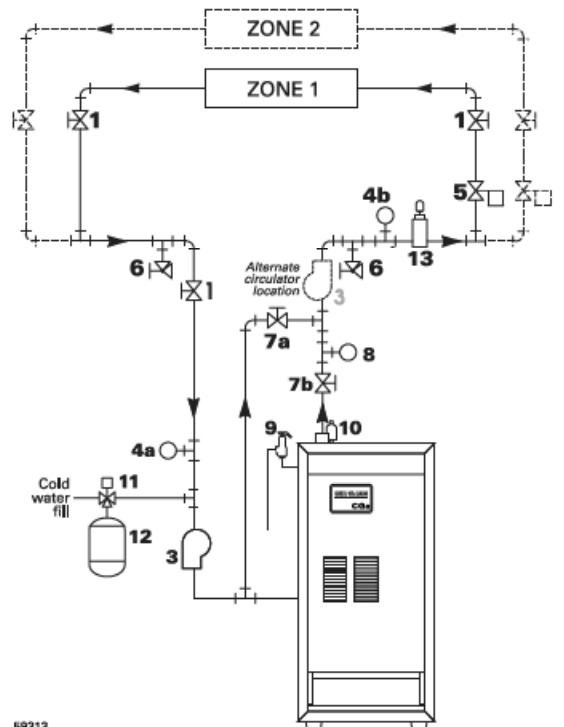 ZONE 2
ZONE 1
1
1
5
4b
6
13
6
Alternate
circulator
location
3
1
7a
8
7b
9
10
4a
11
Cold
water
fill
12
3
CGa
59313